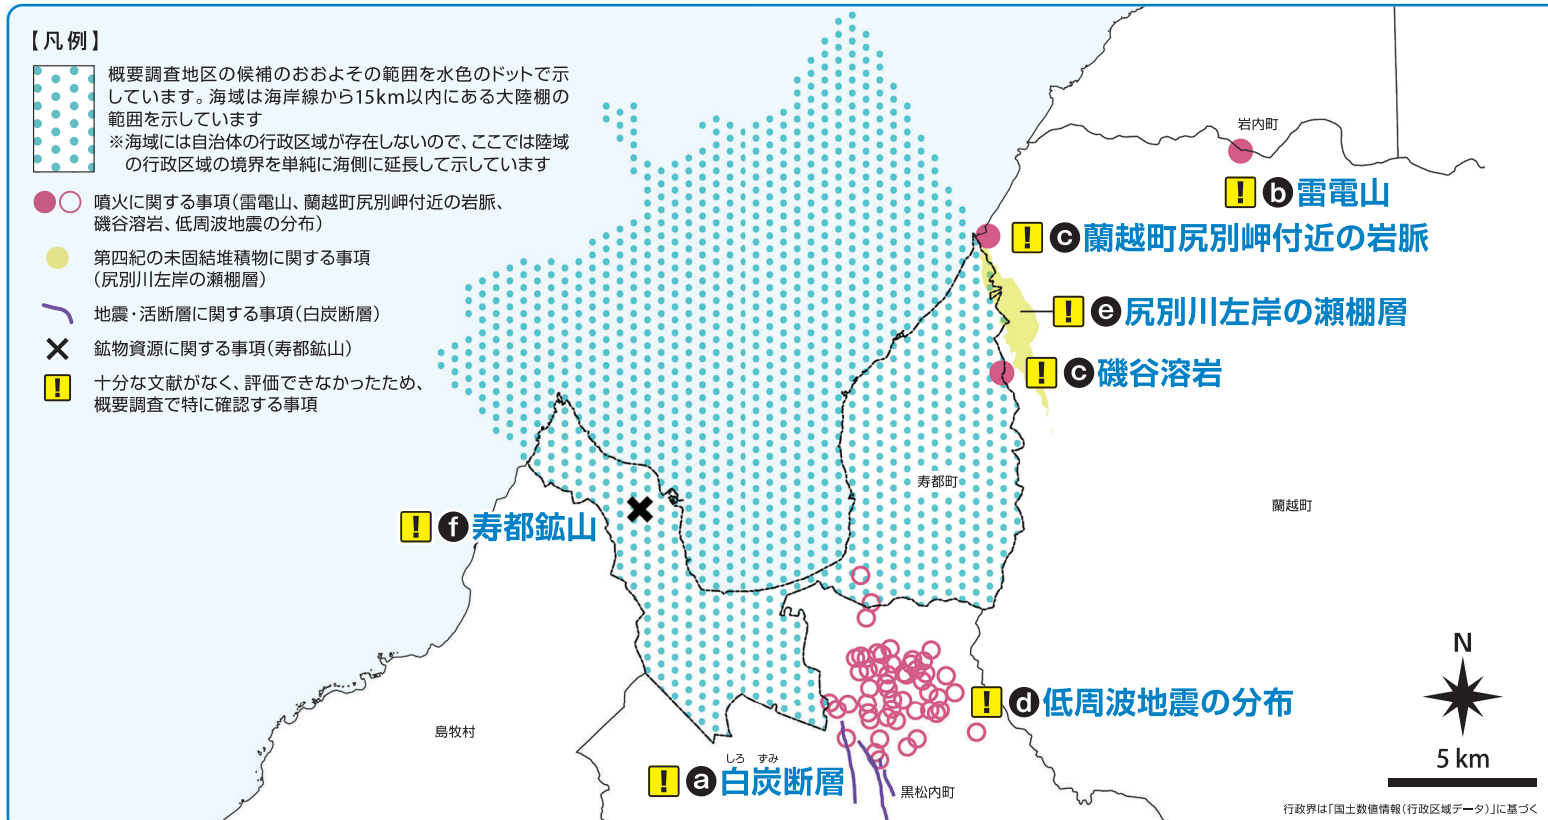 【凡例】
概要調査地区の候補のおおよその範囲を水色のドットで示
しています。海域は海岸線から15km以内にある大陸棚の
範囲を示しています
※海域には自治体の行政区域が存在しないので、ここでは陸域
の行政区域の境界を単純に海側に延長して示しています
噴火に関する事項(雷電山、蘭越町尻別岬付近の岩脈、
磯谷溶岩、低周波地震の分布)
第四紀の未固結堆積物に関する事項
(尻別川左岸の瀬棚層)
地震・活断層に関する事項(白炭断層)
鉱物資源に関する事項(寿都鉱山)
! 十分な文献がなく、評価できなかったため、
概要調査で特に確認する事項
岩内町
! b 雷電山
! c 蘭越町尻別岬付近の岩脈
! e 尻別川左岸の瀬棚層
! c 磯谷溶岩
寿都町
蘭越町
! f 寿都鉱山
! d 低周波地震の分布
島牧村
しろ ずみ
! a 白炭断層
黒松内町
N
5 km
行政界は「国土数値情報(行政区域データ)」に基づく